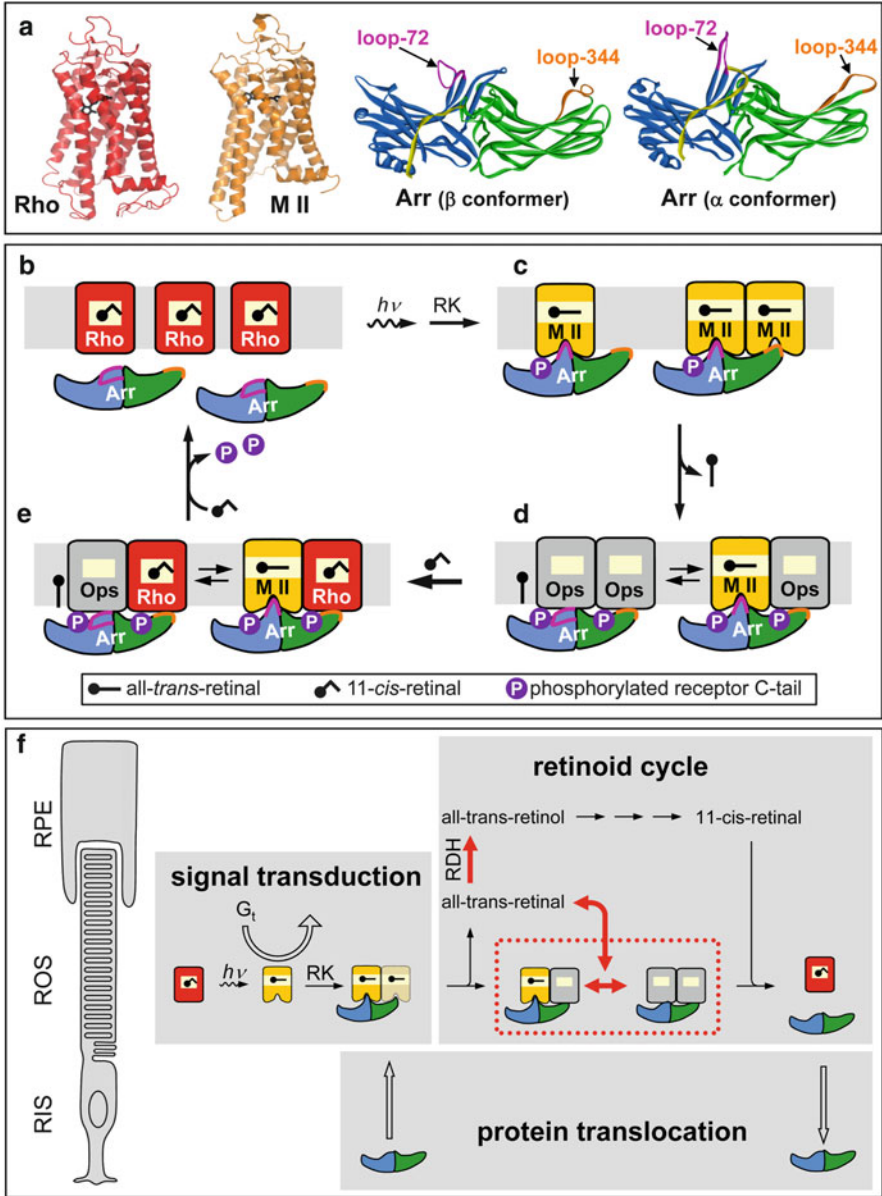 a
loop-72
loop-344
loop-72
loop-344
Rho
M II
Arr (β conformer)
Arr (α conformer)
b
c
Rho
Rho
Rho
hν
RK
M II
M II
M II
P
P
Arr
Arr
Arr
Arr
P
P
e
d
Ops
Rho
M II
Rho
Ops
Ops
M II
Ops
P
Arr
P
P
P
P
Arr
P
P
P
all-trans-retinal
11-cis-retinal
P phosphorylated receptor C-tail
f
retinoid cycle
RPE
all-trans-retinol
11-cis-retinal
RDH
signal transduction
all-trans-retinal
Gt
ROS
hν
RK
RIS
protein translocation